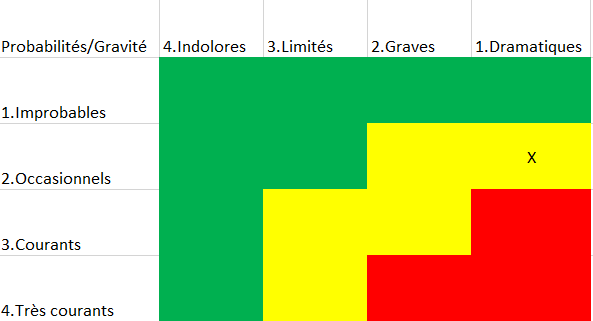 Probabilités/Gravité 4.Indolores 3.Limités 2.Graves 1.Dramatiques
1.Improbables
X
2.Occasionnels
3.Courants
4.Très courants